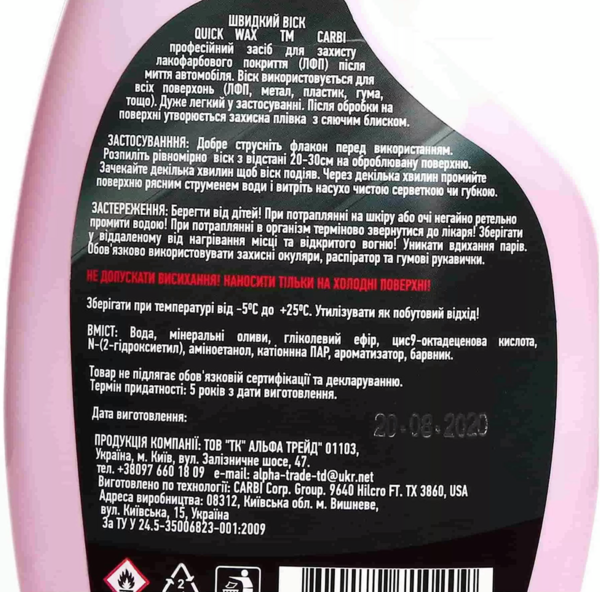 ШВИДКИЙ ВІСК
QUICK WAX TM CARBI
професійний засіб для захисту
лакофарбового покриття (ЛФП) після
миття автомобіля. Віск використовується для
всіх поверхонь (ЛФП, метал, пластик, гума,
тощо). Дуже легкий у застосуванні. Після обробки на
поверхні утворюється захисна плівка з сяючим блиском.
ЗАСТОСУВАНННЯ: Добре струсніть флакон перед використанням.
Розпиліть рівномірно віск з відстані 20-30см на оброблювану поверхню.
Зачекайте декілька хвилин щоб віск подіяв. Через декілька хвилин промийте
поверхню рясним струменем води і витріть насухо чистою серветкою чи губкою.
ЗАСТЕРЕЖЕННЯ: Берегти від дітей! При потраплянні на шкіру або очі негайно ретельно
промити водою! При потраплянні в організм терміново звернутися до лікаря! Зберігати
у віддаленому від нагрівання місці та відкритого вогню! Уникати вдихання парів.
Обов'язково використовувати захисні окуляри, распіратор та гумові рукавички.
НЕ ДОПУСКАТИ ВИСИХАННЯ! НАНОСИТИ ТІЛЬКИ НА ХОЛОДНІ ПОВЕРХНІ!
Зберігати при температурі від -5ºС до +25ºС. Утилізувати як побутовий відхід!
ВМІСТ: Вода, мінеральні оливи, гліколевий ефір, цис9-октадеценова кислота,
N-(2-гідроксиетил), аміноетанол, катіоннна ПАР, ароматизатор, барвник.
Товар не підлягає обов'язковій сертифікації та декларуванню.
Термін придатності: 5 років з дати виготовлення.
Дата виготовлення: 20-08-2020
ПРОДУКЦІЯ КОМПАНІЇ: ТОВ "ТК" АЛЬФА ТРЕЙД" 01103,
Україна, м. Київ, вул. Залізничне шосе, 47.
тел. +38097 660 18 09 e-mail: alpha-trade-td@ukr.net
Виготовлено по технології: CARBI Corp. Group. 9640 Hilcro FT. TX 3860, USA
Адреса виробництва: 08312, Київська обл. м. Вишневе,
вул. Київська, 15, Україна
За ТУ У 24.5-35006823-001:2009
2